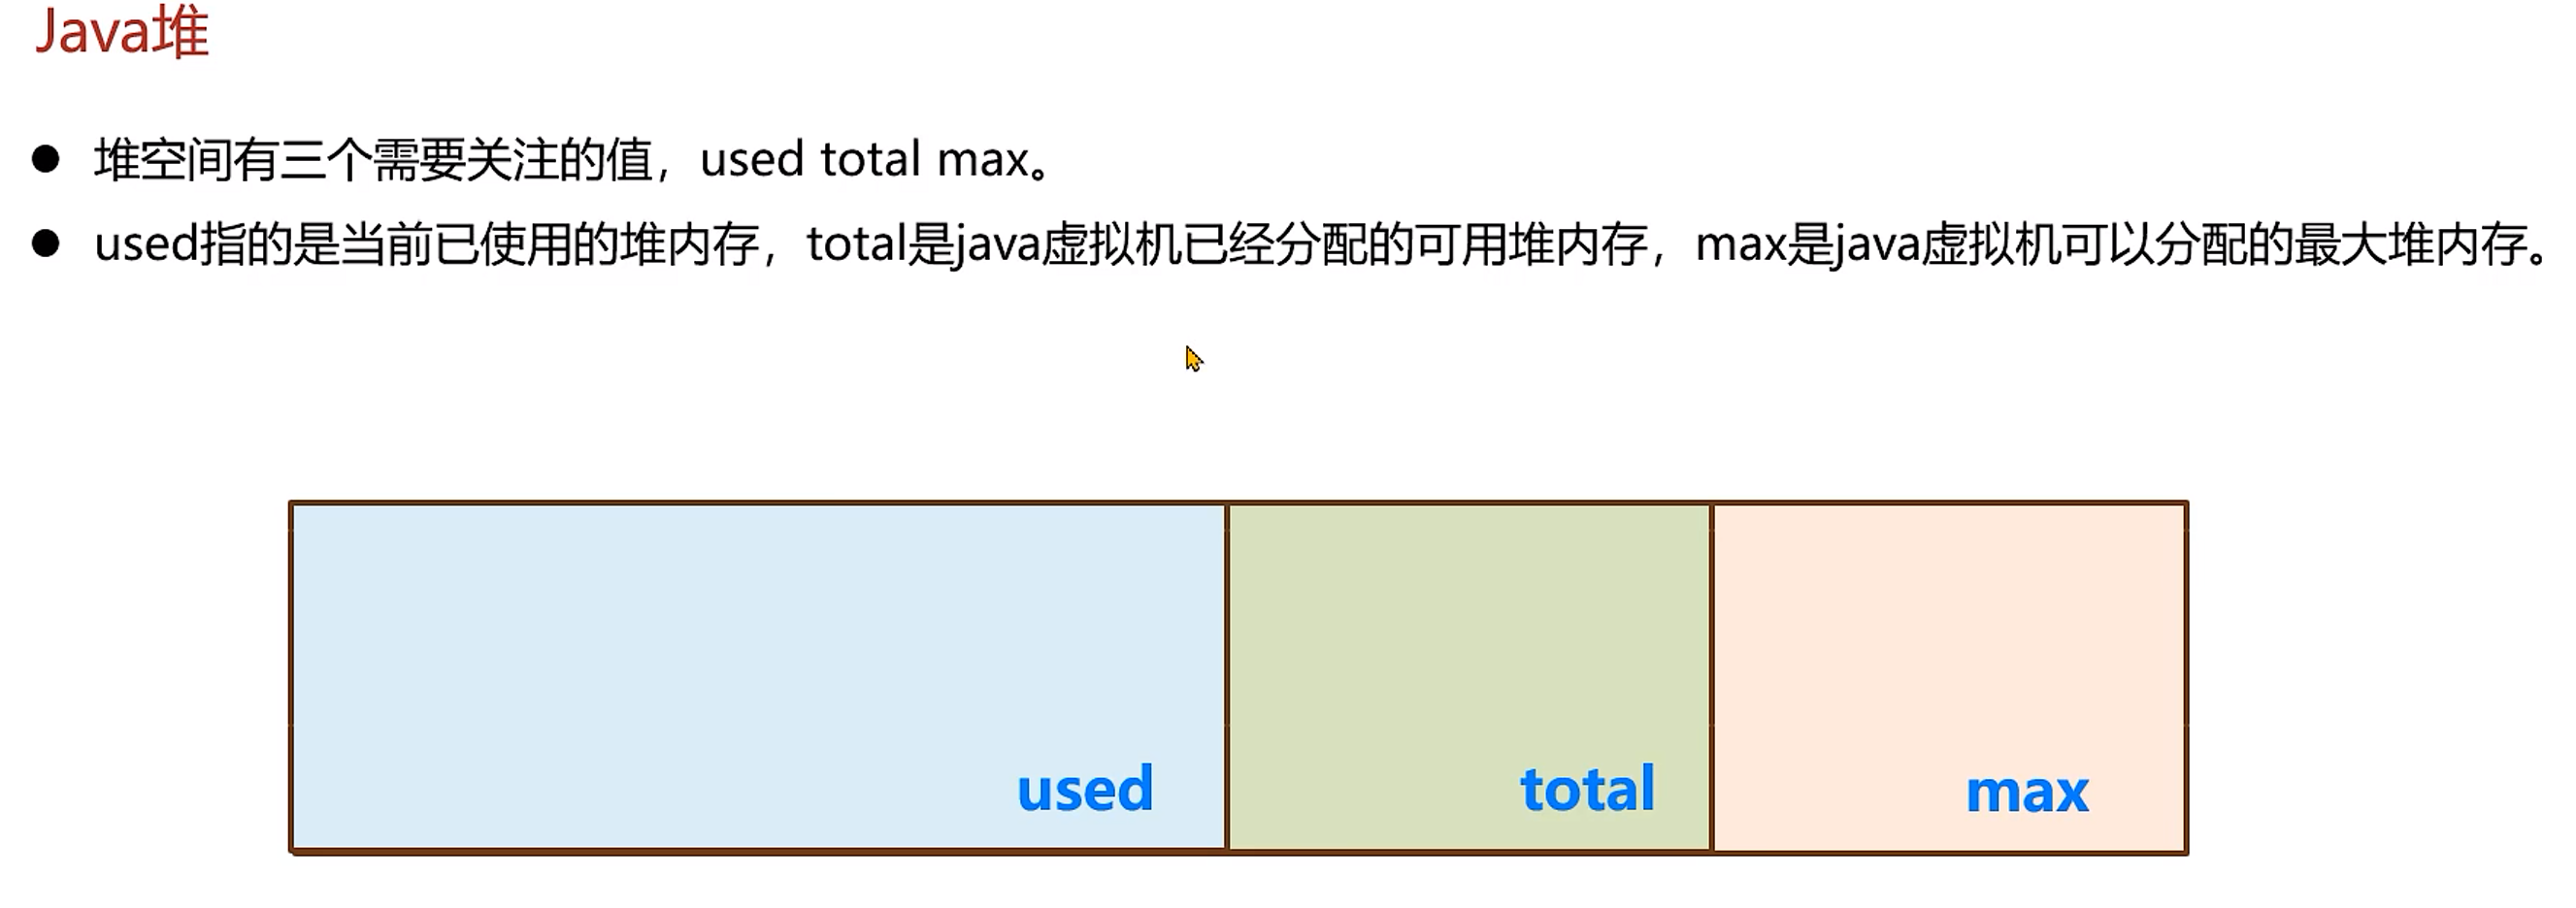 Java堆
堆空间有三个需要关注的值，used total max。
used指的是当前已使用的堆内存，total是java虚拟机已经分配的可用堆内存，max是java虚拟机可以分配的最大堆内存。
used
total
max